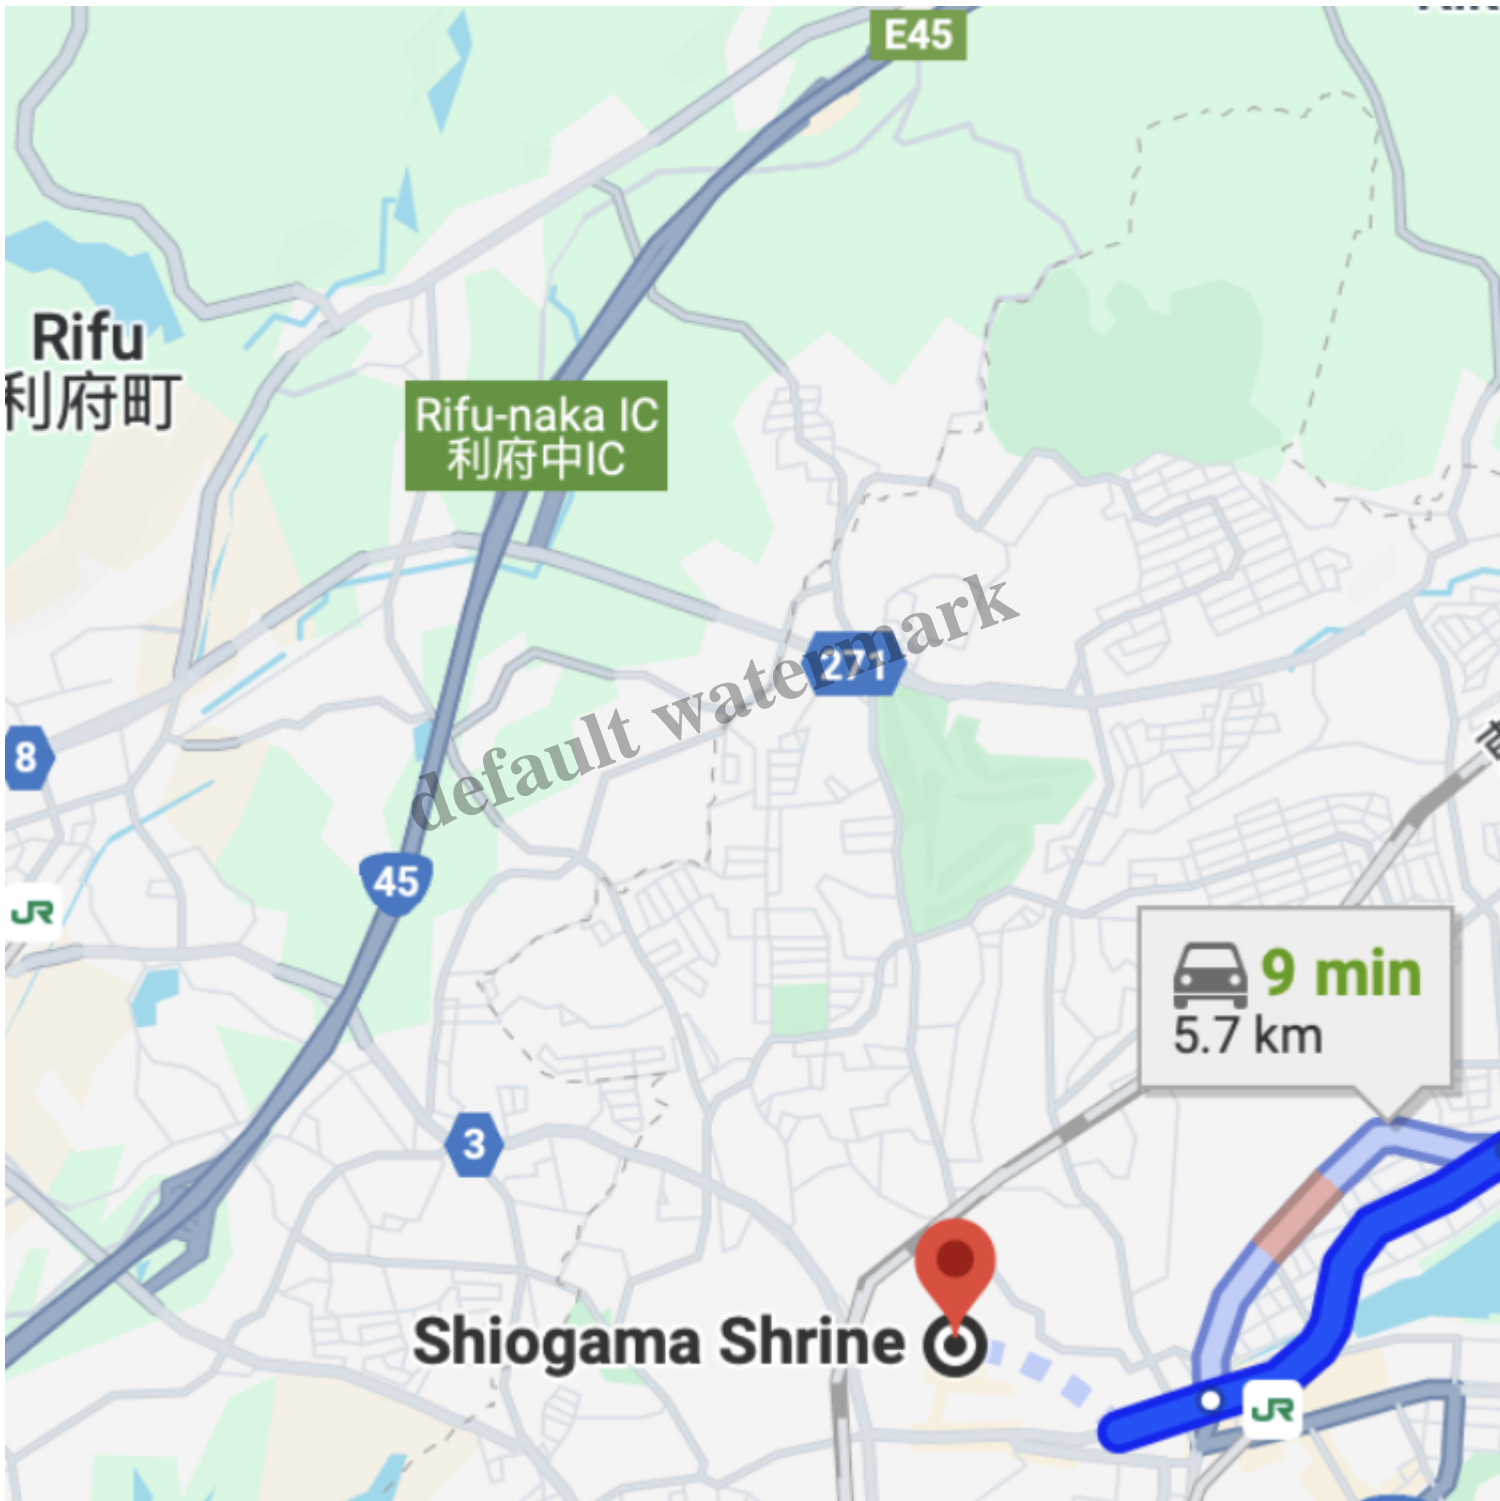 E45
Rifu
利府町
Rifu-naka IC
利府中IC
271
default watermark
8
45
JR
9 min
5.7 km
3
Shiogama Shrine
JR